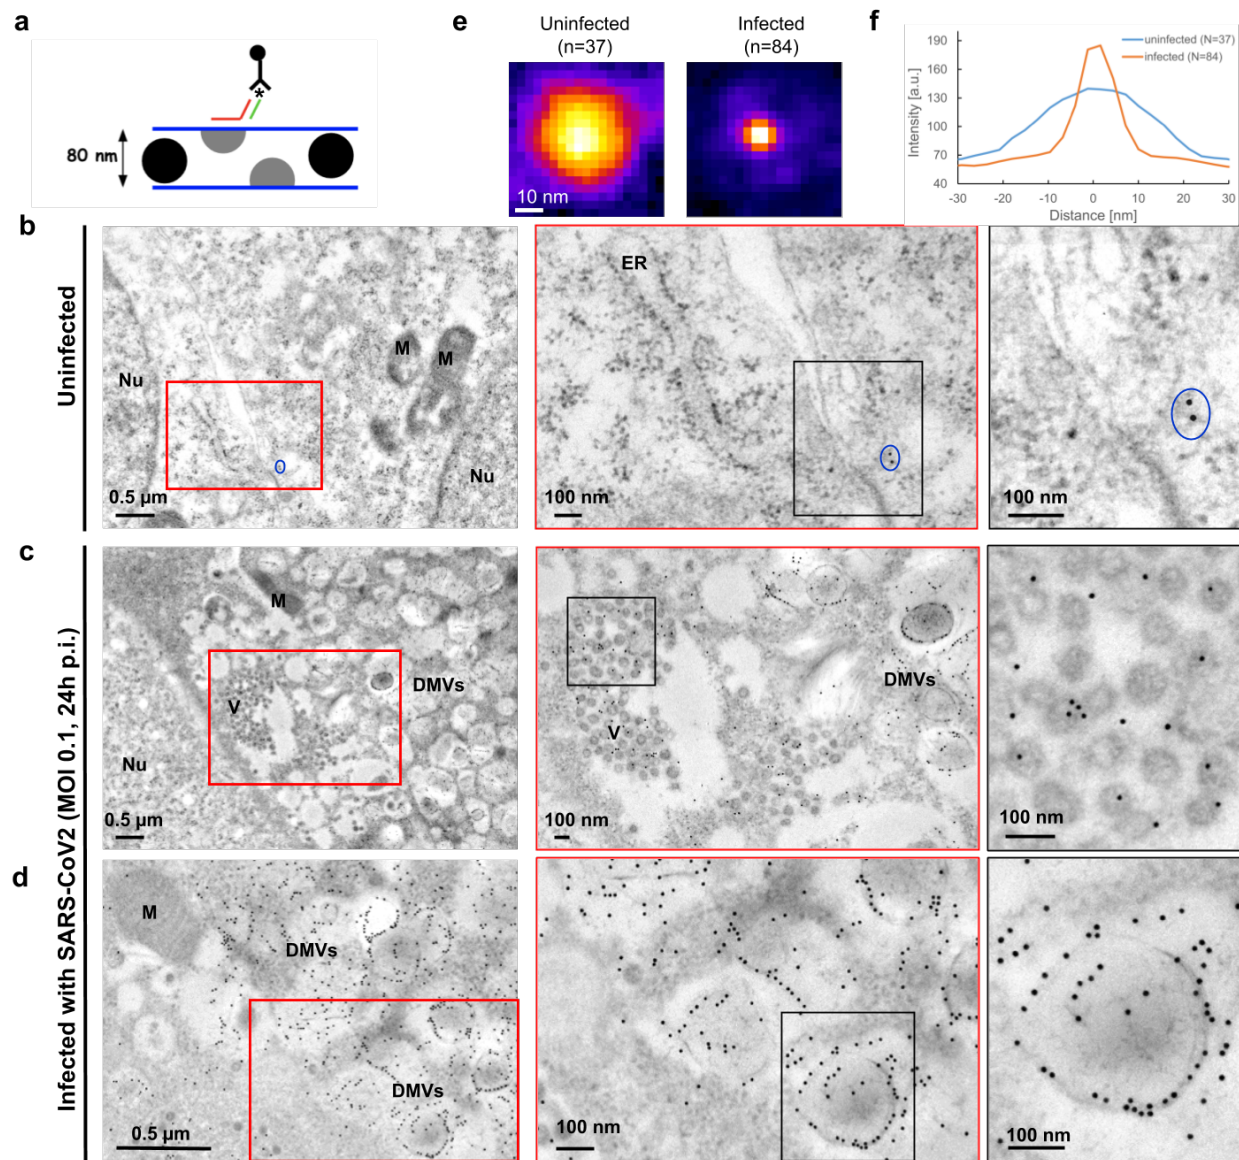 a
80 nm
*
e
Uninfected
(n=37)
Infected
(n=84)
10 nm
f
190
160
130
100
70
40
Intensity [a.u.]
uninfected (N=37)
infected (N=84)
-30 -20 -10 0 10 20 30
Distance [nm]
b
Uninfected
Nu
M
M
Nu
0.5 µm
ER
100 nm
100 nm
Infected with SARS-CoV2 (MOI 0.1, 24h p.i.)
c
M
V
DMVs
Nu
0.5 µm
DMVs
V
100 nm
100 nm
d
M
DMVs
DMVs
0.5 µm
100 nm
100 nm